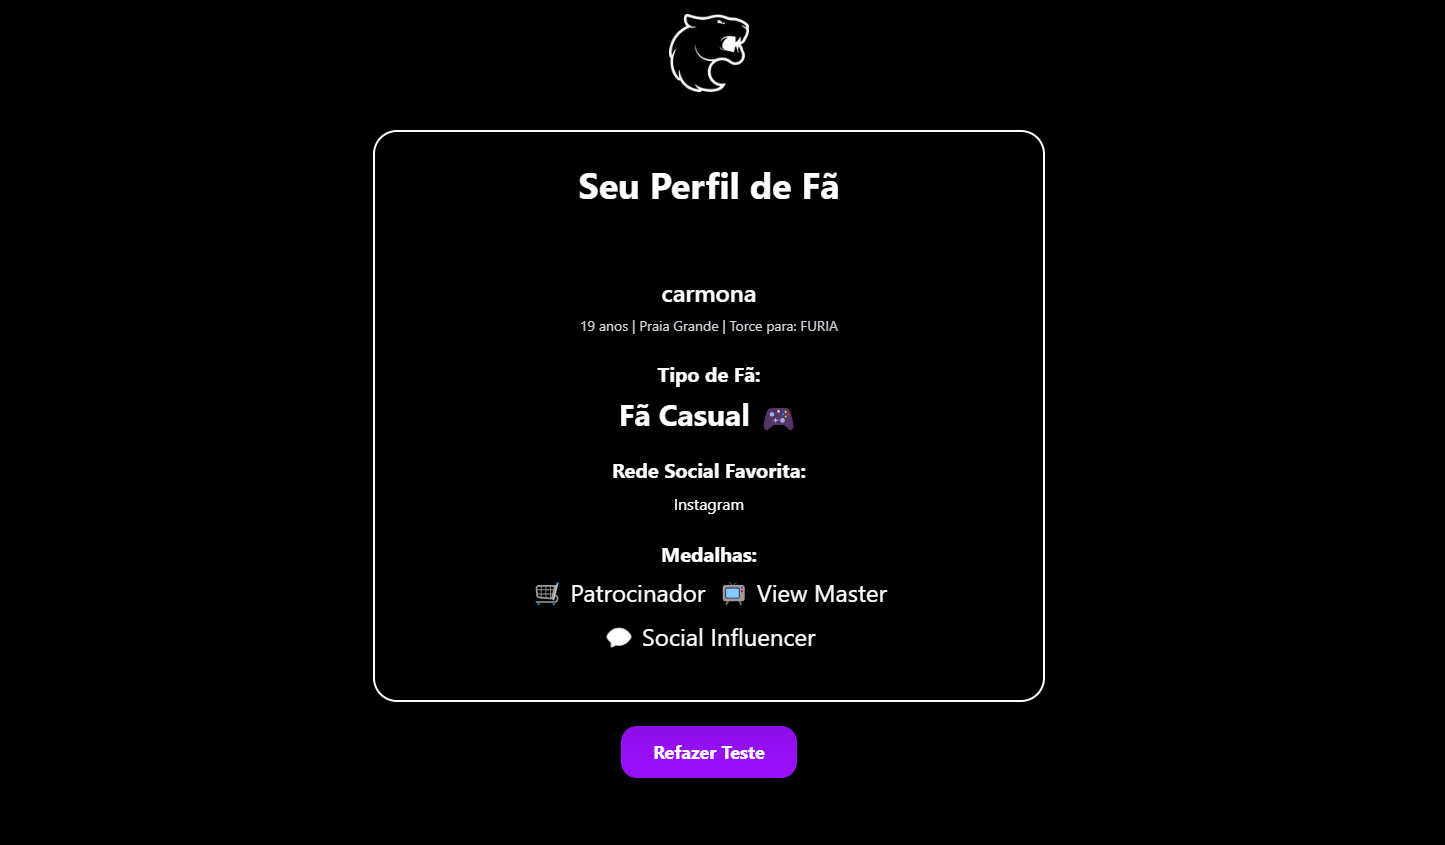 Seu Perfil de Fã
carmona
19 anos | Praia Grande | Torce para: FURIA
Tipo de Fã:
Fã Casual 🎮
Rede Social Favorita:
Instagram
Medalhas:
🛒 Patrocinador 📺 View Master
💬 Social Influencer
Refazer Teste